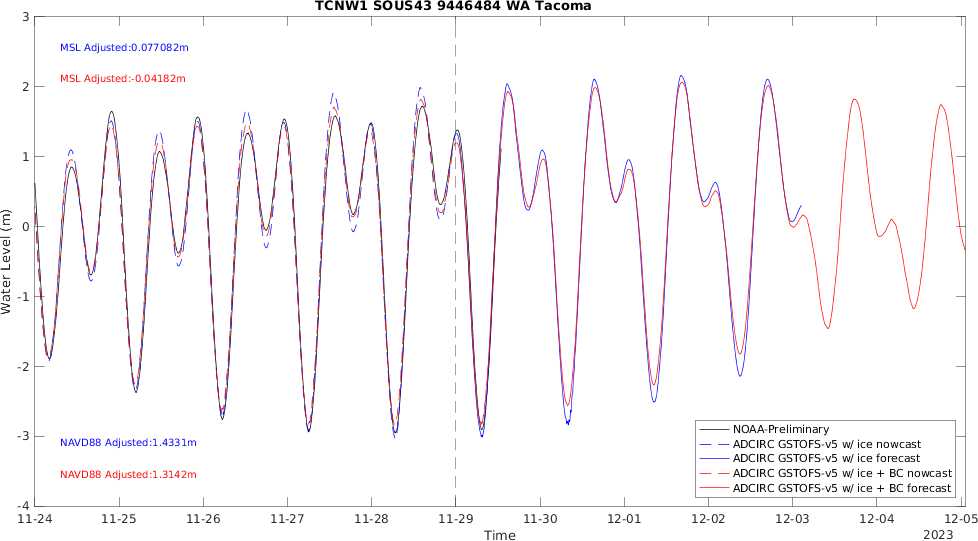 TCNW1 SOUS43 9446484 WA Tacoma
3
2
1
0
-1
-2
-3
-4
Water Level (m)
MSL Adjusted:0.077082m
MSL Adjusted:-0.04182m
NAVD88 Adjusted:1.4331m
NAVD88 Adjusted:1.3142m
NOAA-Preliminary
ADCIRC GSTOFS-v5 w/ ice nowcast
ADCIRC GSTOFS-v5 w/ ice forecast
ADCIRC GSTOFS-v5 w/ ice + BC nowcast
ADCIRC GSTOFS-v5 w/ ice + BC forecast
11-24 11-25 11-26 11-27 11-28 11-29 11-30 12-01 12-02 12-03 12-04 12-05
Time
2023